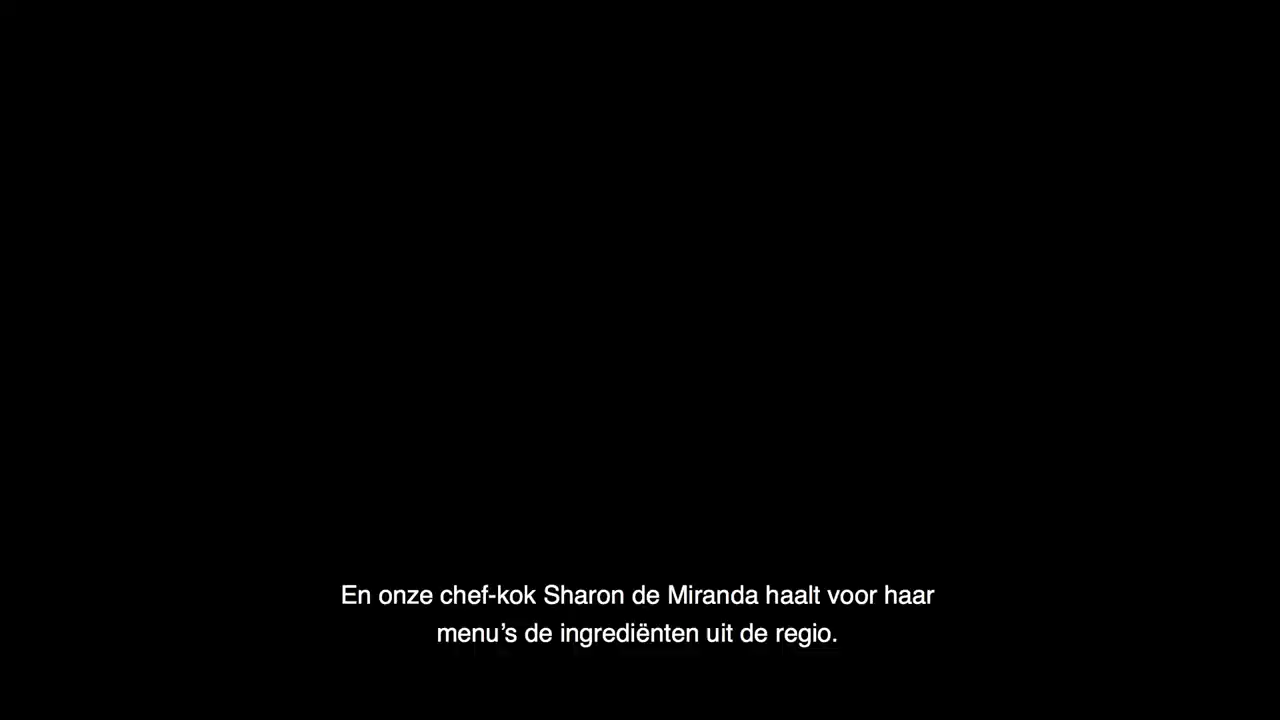 En onze chef-kok Sharon de Miranda haalt voor haar
menu’s de ingrediënten uit de regio.